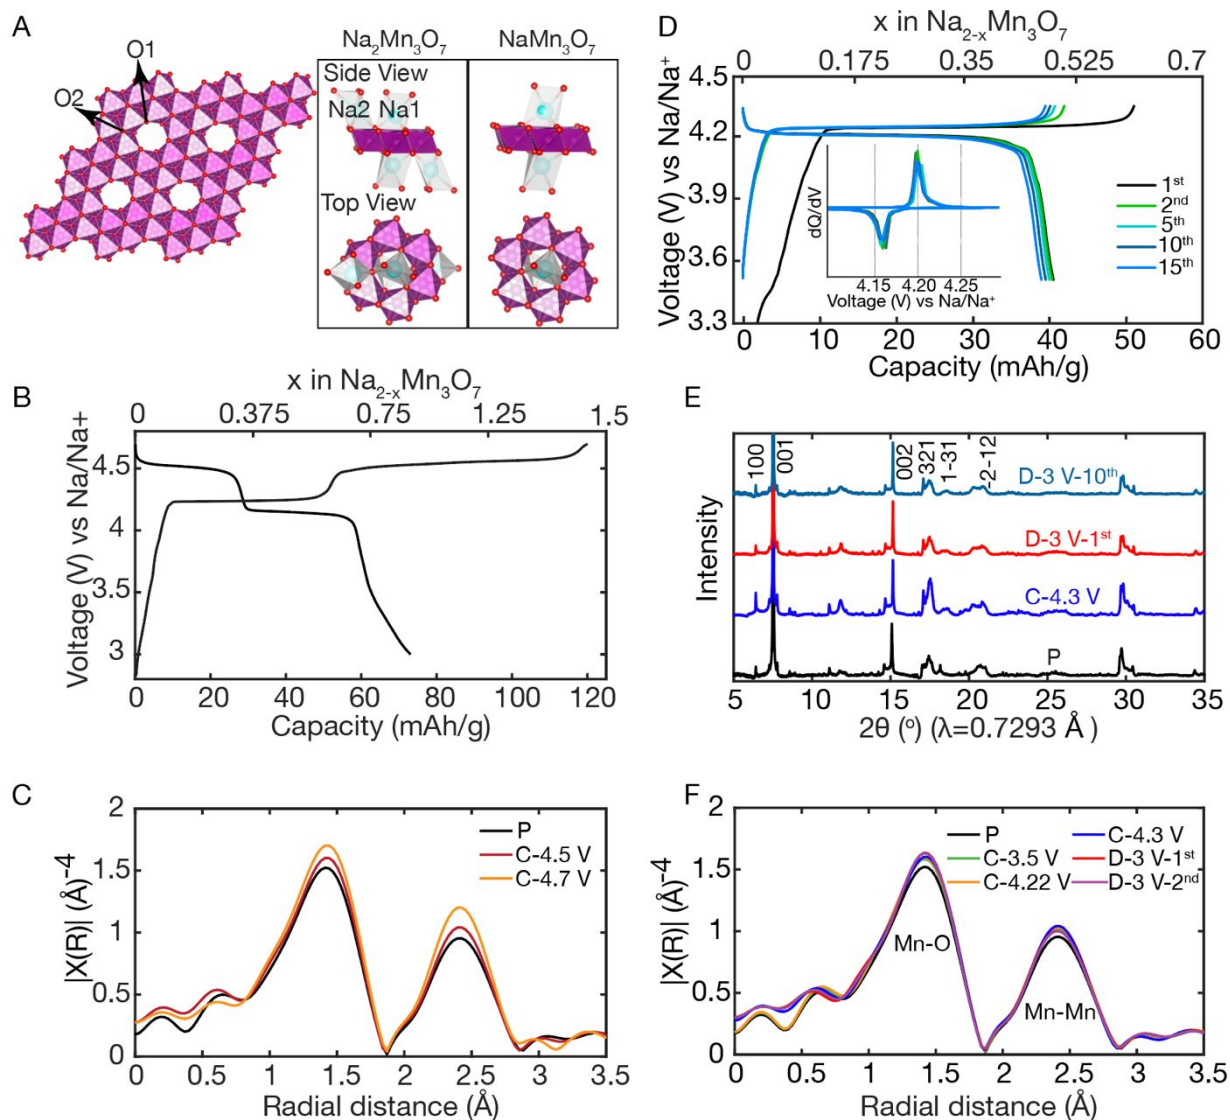 A
O1
O2
Na2Mn3O7
NaMn3O7
Side View
Na2 Na1
Top View
B
x in Na2-xMn3O7
0 0.375 0.75 1.25 1.5
Voltage (V) vs Na/Na+
4.5
4
3.5
3
0 20 40 60 80 100 120
Capacity (mAh/g)
C
|X(R)| (Å)-4
2
1.5
1
0.5
0
P
C-4.5 V
C-4.7 V
0 0.5 1 1.5 2 2.5 3 3.5
Radial distance (Å)
D
x in Na2-xMn3O7
0 0.175 0.35 0.525 0.7
Voltage (V) vs Na/Na+
4.5
4.2
3.9
3.6
3.3
1st
2nd
5th
10th
15th
dQ/dV
4.15 4.20 4.25
Voltage (V) vs Na/Na+
0 10 20 30 40 50 60
Capacity (mAh/g)
E
Intensity
100
001
002
321
1-31
-2-12
D-3 V-10th
D-3 V-1st
C-4.3 V
P
5 10 15 20 25 30 35
2θ (o) (λ=0.7293 Å )
F
|X(R)| (Å)-4
2
1.5
1
0.5
0
P
C-3.5 V
C-4.22 V
C-4.3 V
D-3 V-1st
D-3 V-2nd
Mn-O
Mn-Mn
0 0.5 1 1.5 2 2.5 3 3.5
Radial distance (Å)